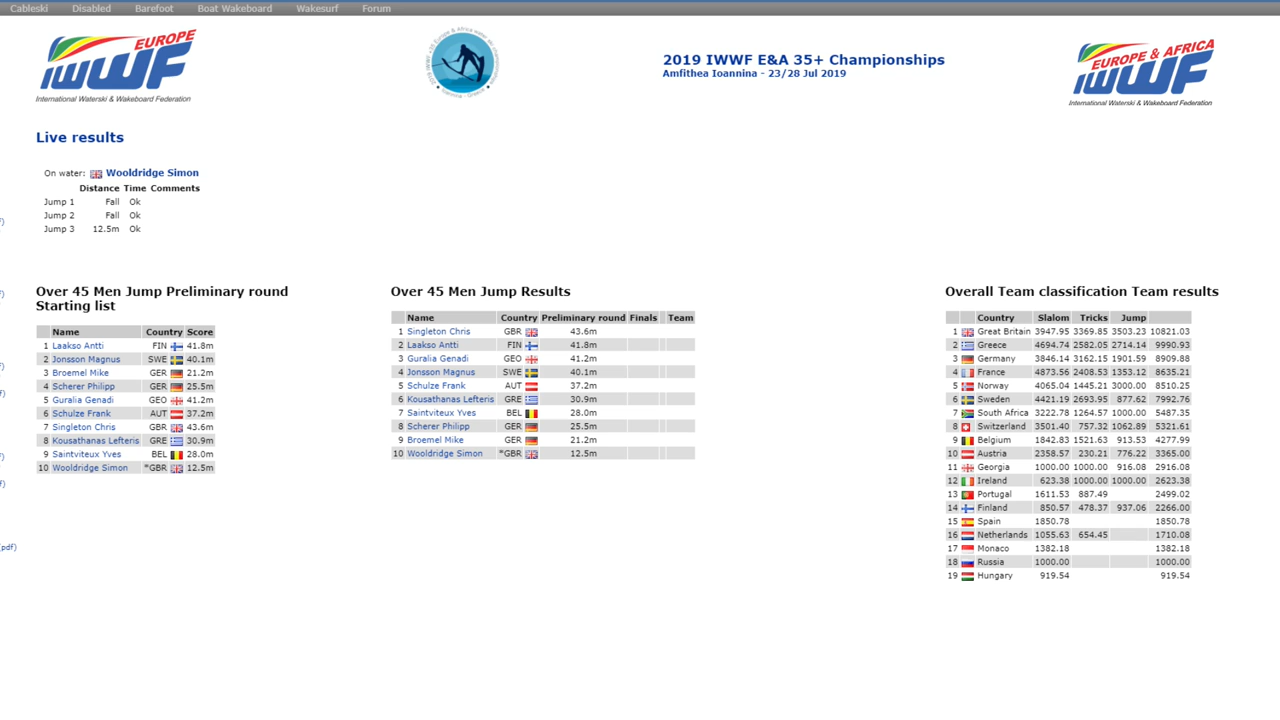 Cableski Disabled Barefoot Boat Wakeboard Wakesurf Forum
EUROPE
IWWF
International Waterski & Wakeboard Federation
2019 IWWF E&A 35+ Championships
Amfithea Ioannina - 23/28 Jul 2019
EUROPE & AFRICA
IWWF
International Waterski & Wakeboard Federation
Live results
On water: Wooldridge Simon
Distance Time Comments
Jump 1 Fall Ok
Jump 2 Fall Ok
Jump 3 12.5m Ok
(pdf)
Over 45 Men Jump Preliminary round
Starting list
Name Country Score
1 Laakso Antti FIN 41.8m
2 Jonsson Magnus SWE 40.1m
3 Broemel Mike GER 21.2m
4 Scherer Philipp GER 25.5m
5 Guralia Genadi GEO 41.2m
6 Schulze Frank AUT 37.2m
7 Singleton Chris GBR 43.6m
8 Kousathanas Lefteris GRE 30.9m
9 Saintviteux Yves BEL 28.0m
10 Wooldridge Simon *GBR 12.5m
Over 45 Men Jump Results
Name Country Preliminary round Finals Team
1 Singleton Chris GBR 43.6m
2 Laakso Antti FIN 41.8m
3 Guralia Genadi GEO 41.2m
4 Jonsson Magnus SWE 40.1m
5 Schulze Frank AUT 37.2m
6 Kousathanas Lefteris GRE 30.9m
7 Saintviteux Yves BEL 28.0m
8 Scherer Philipp GER 25.5m
9 Broemel Mike GER 21.2m
10 Wooldridge Simon *GBR 12.5m
Overall Team classification Team results
Country Slalom Tricks Jump
1 Great Britain 3947.95 3369.85 3503.23 10821.03
2 Greece 4694.74 2582.05 2714.14 9990.93
3 Germany 3846.14 3162.15 1901.59 8909.88
4 France 4873.56 2408.53 1353.12 8635.21
5 Norway 4065.04 1445.21 3000.00 8510.25
6 Sweden 4421.19 2693.95 877.62 7992.76
7 South Africa 3222.78 1264.57 1000.00 5487.35
8 Switzerland 3501.40 757.32 1062.89 5321.61
9 Belgium 1842.83 1521.63 913.53 4277.99
10 Austria 2358.57 230.21 776.22 3365.00
11 Georgia 1000.00 1000.00 916.08 2916.08
12 Ireland 623.38 1000.00 1000.00 2623.38
13 Portugal 1611.53 887.49 2499.02
14 Finland 850.57 478.37 937.06 2266.00
15 Spain 1850.78 1850.78
16 Netherlands 1055.63 654.45 1710.08
17 Monaco 1382.18 1382.18
18 Russia 1000.00 1000.00
19 Hungary 919.54 919.54